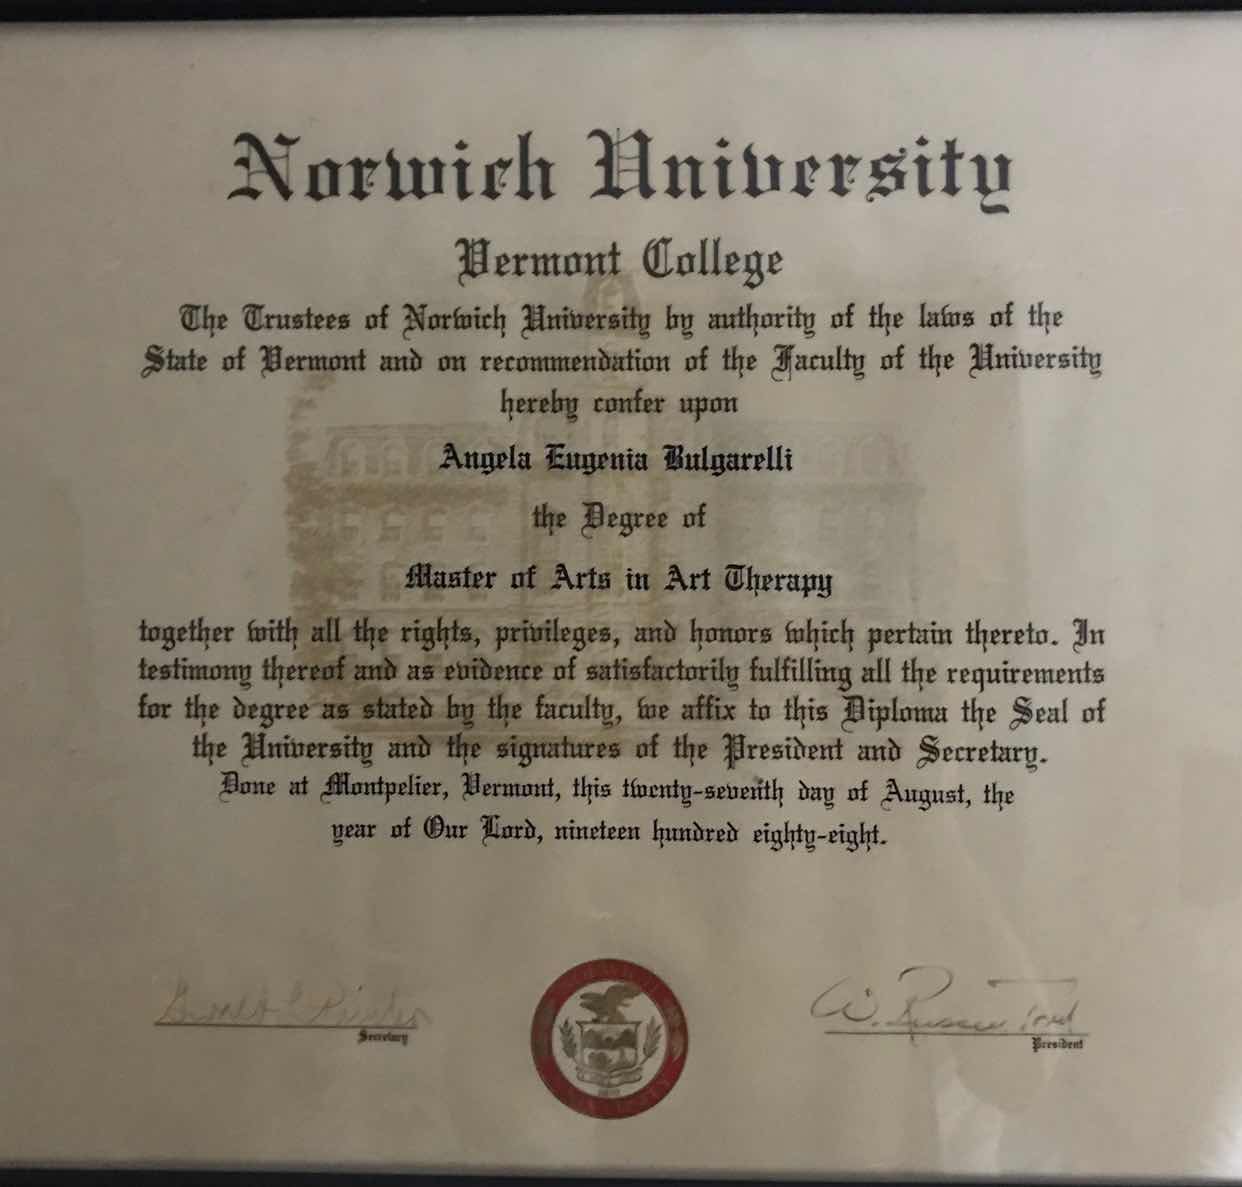 Norwich University
Vermont College
The Trustees of Norwich University by authority of the laws of the
State of Vermont and on recommendation of the Faculty of the University
hereby confer upon
Angela Eugenia Bulgarelli
the Degree of
Master of Arts in Art Therapy
together with all the rights, privileges, and honors which pertain thereto. In
testimony thereof and as evidence of satisfactorily fulfilling all the requirements
for the degree as stated by the faculty, we affix to this Diploma the Seal of
the University and the signatures of the President and Secretary.
Done at Montpelier, Vermont, this twenty-seventh day of August, the
year of Our Lord, nineteen hundred eighty-eight.
W. Russell Todd
Secretary
President